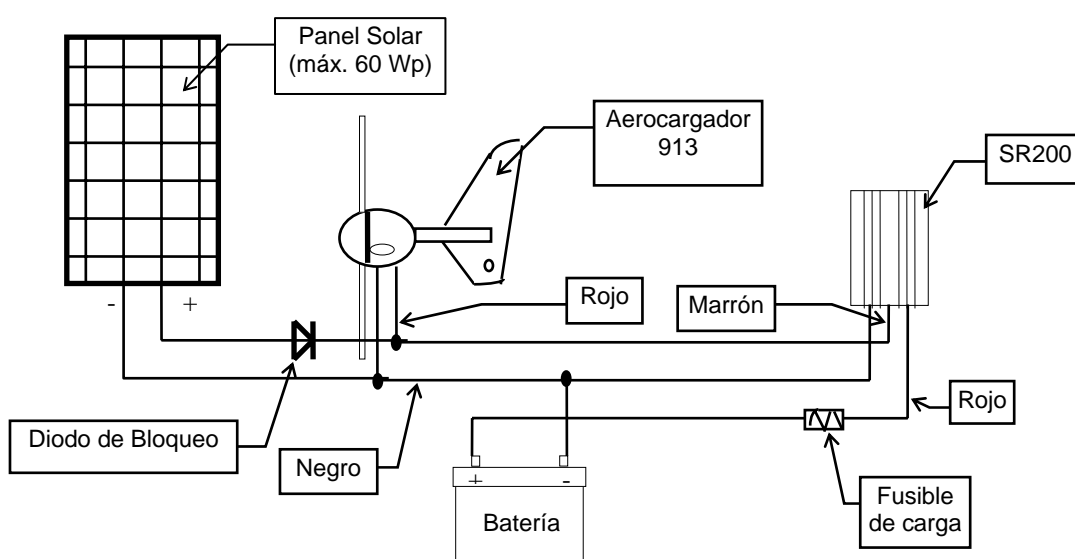 Panel Solar
(máx. 60 Wp)
Aerocargador
913
SR200
- +
Rojo
Marrón
Diodo de Bloqueo
Negro
Rojo
+ -
Batería
Fusible
de carga